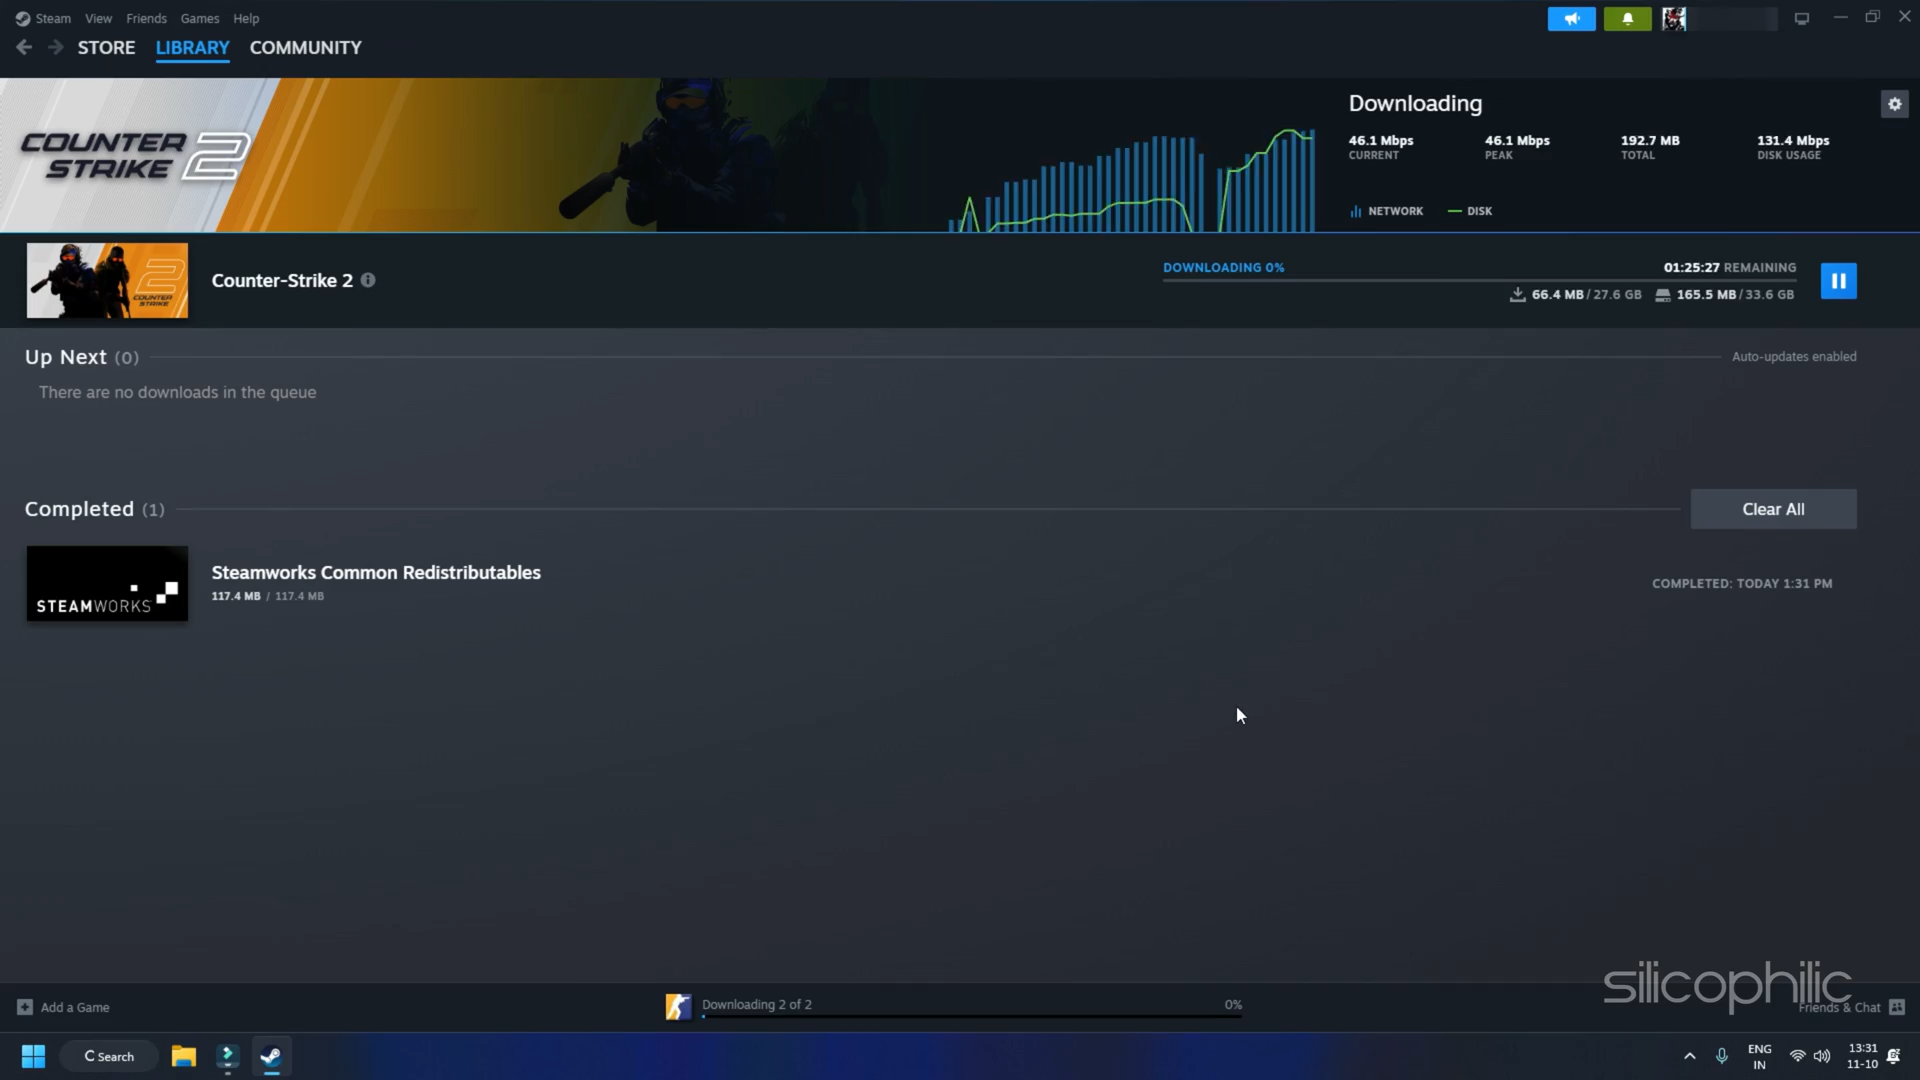 Steam View Friends Games Help
STORE LIBRARY COMMUNITY
COUNTER
STRIKE 2
Downloading
46.1 Mbps 46.1 Mbps 192.7 MB 131.4 Mbps
CURRENT PEAK TOTAL DISK USAGE
NETWORK DISK
COUNTER
STRIKE
Counter-Strike 2
DOWNLOADING 0% 01:25:27 REMAINING
66.4 MB/27.6 GB 165.5 MB/33.6 GB
Up Next (0) Auto-updates enabled
There are no downloads in the queue
Completed (1) Clear All
STEAMWORKS
Steamworks Common Redistributables
117.4 MB / 117.4 MB
COMPLETED: TODAY 1:31 PM
silicophilic
Add a Game Downloading 2 of 2 0% Friends & Chat
C Search ENG 13:31
IN 11-10